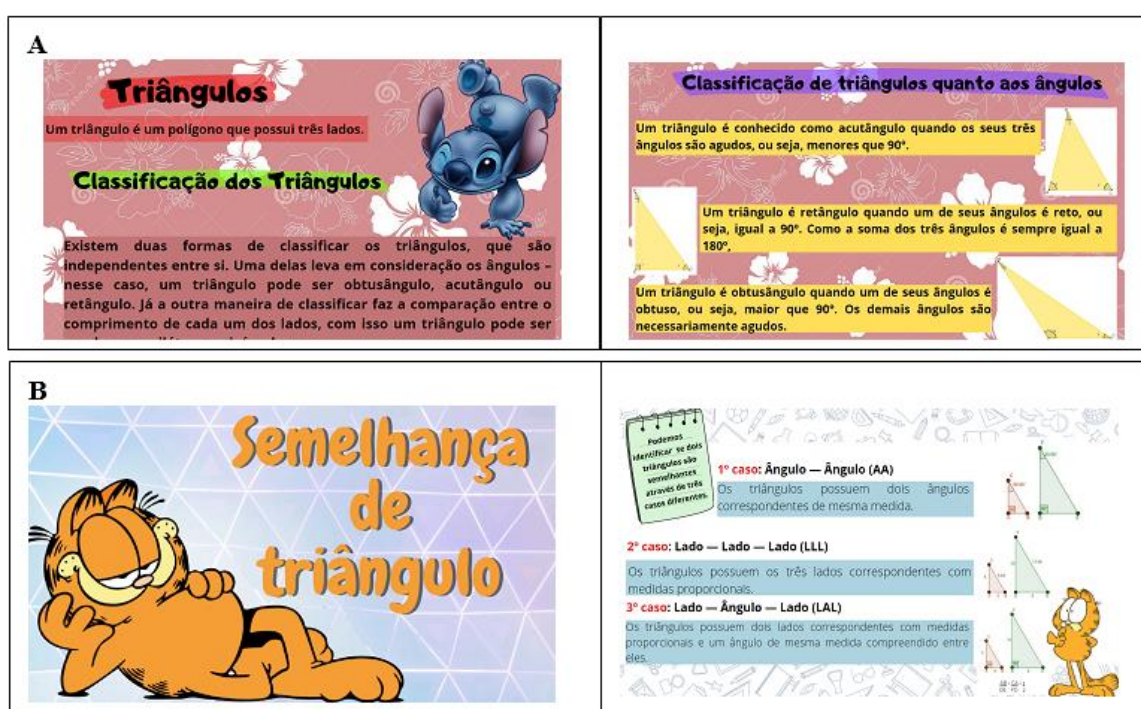 A
Triângulos
Um triângulo é um polígono que possui três lados.
Classificação dos Triângulos
Existem duas formas de classificar os triângulos, que são
independentes entre si. Uma delas leva em consideração os ângulos –
nesse caso, um triângulo pode ser obtusângulo, acutângulo ou
retângulo. Já a outra maneira de classificar faz a comparação entre o
comprimento de cada um dos lados, com isso um triângulo pode ser
Classificação de triângulos quanto aos ângulos
Um triângulo é conhecido como acutângulo quando os seus três
ângulos são agudos, ou seja, menores que 90°.
Um triângulo é retângulo quando um de seus ângulos é reto, ou
seja, igual a 90°. Como a soma dos três ângulos é sempre igual a
180°,
Um triângulo é obtusângulo quando um de seus ângulos é
obtuso, ou seja, maior que 90°. Os demais ângulos são
necessariamente agudos.
B
Semelhança
de
triângulo
Podemos
identificar se dois
triângulos são
semelhantes
através de três
casos diferentes.
1º caso: Ângulo — Ângulo (AA)
Os triângulos possuem dois ângulos
correspondentes de mesma medida.
2º caso: Lado — Lado — Lado (LLL)
Os triângulos possuem os três lados correspondentes com
medidas proporcionais.
3º caso: Lado — Ângulo — Lado (LAL)
Os triângulos possuem dois lados correspondentes com medidas
proporcionais e um ângulo de mesma medida compreendido entre
eles.